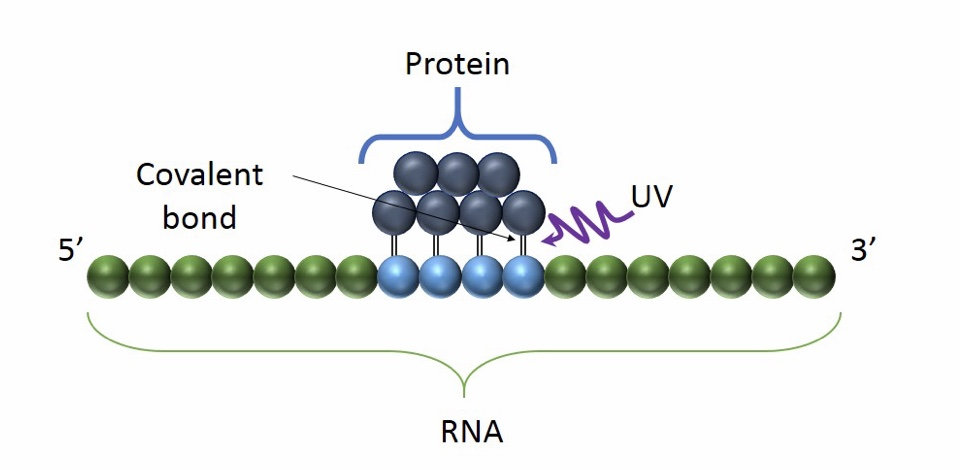 Protein
Covalent
bond
UV
5’
3’
RNA